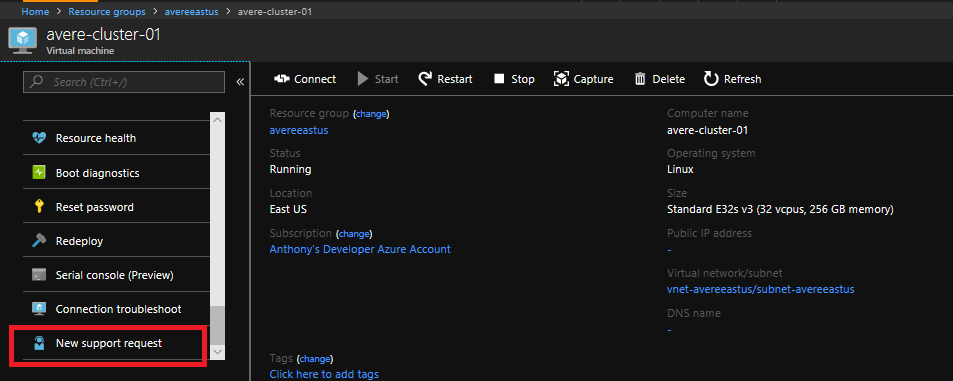 Home > Resource groups > avereeastus > avere-cluster-01
avere-cluster-01
Virtual machine
Search (Ctrl+/)
«
Resource health
Boot diagnostics
Reset password
Redeploy
Serial console (Preview)
Connection troubleshoot
New support request
Connect Start Restart Stop Capture Delete Refresh
Resource group (change)
avereeastus
Status
Running
Location
East US
Subscription (change)
Anthony's Developer Azure Account
Computer name
avere-cluster-01
Operating system
Linux
Size
Standard E32s v3 (32 vcpus, 256 GB memory)
Public IP address
-
Virtual network/subnet
vnet-avereeastus/subnet-avereeastus
DNS name
-
Tags (change)
Click here to add tags